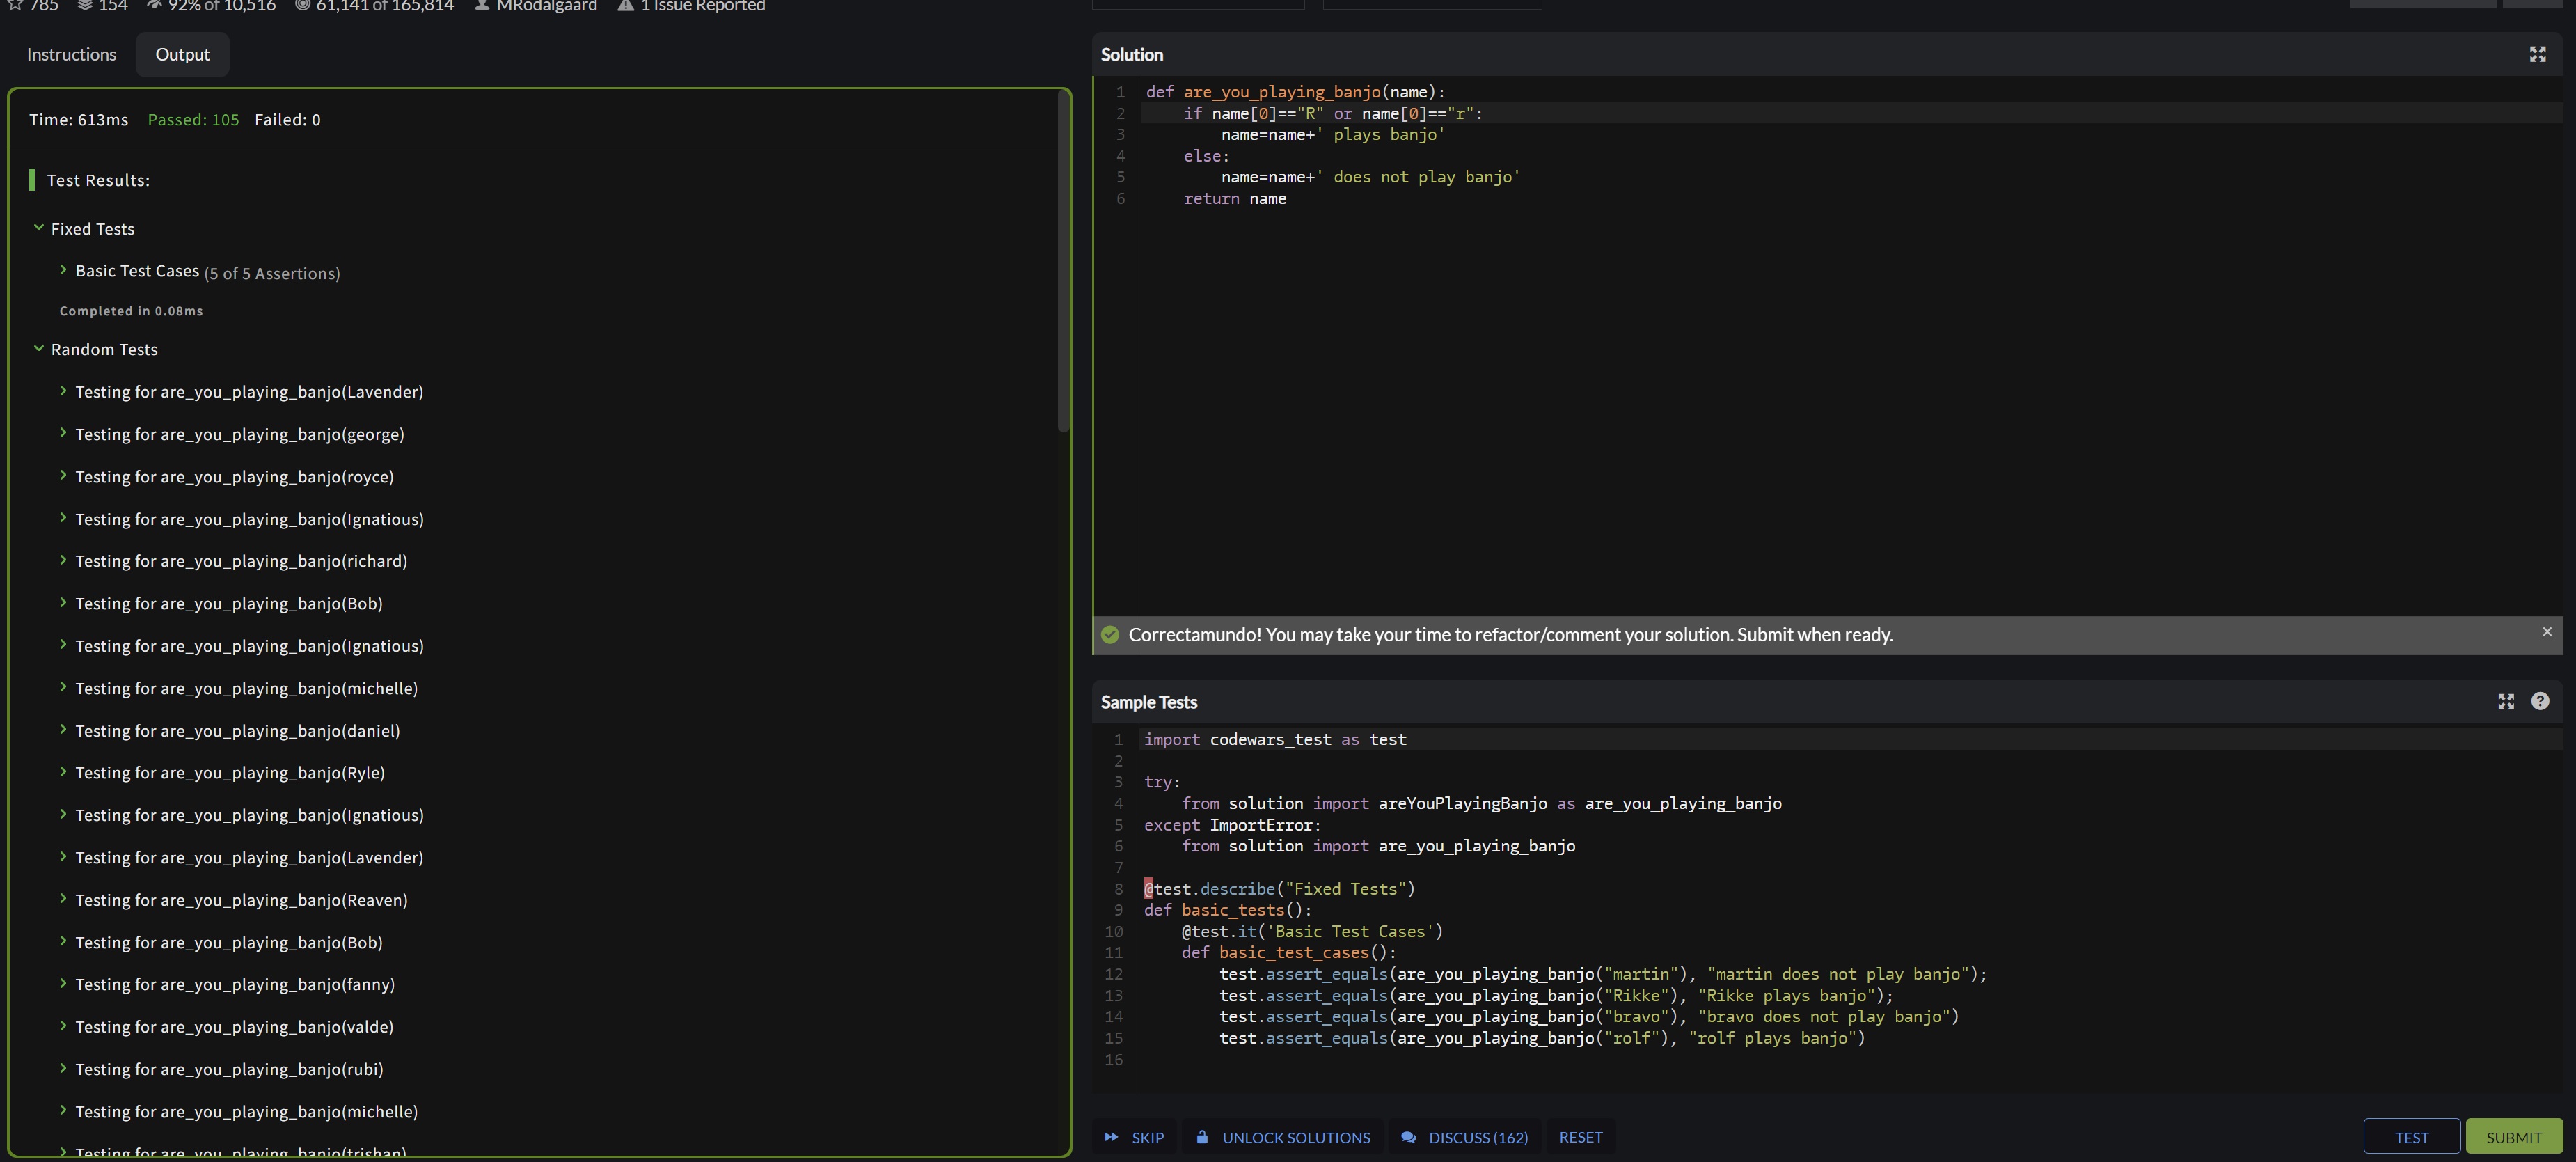 785 154 92% of 10,516 61,141 of 165,814 MRodalgaard 1 Issue Reported
Instructions Output
Time: 613ms Passed: 105 Failed: 0
Test Results:
Fixed Tests
Basic Test Cases (5 of 5 Assertions)
Completed in 0.08ms
Random Tests
Testing for are_you_playing_banjo(Lavender)
Testing for are_you_playing_banjo(george)
Testing for are_you_playing_banjo(royce)
Testing for are_you_playing_banjo(Ignatious)
Testing for are_you_playing_banjo(richard)
Testing for are_you_playing_banjo(Bob)
Testing for are_you_playing_banjo(Ignatious)
Testing for are_you_playing_banjo(michelle)
Testing for are_you_playing_banjo(daniel)
Testing for are_you_playing_banjo(Ryle)
Testing for are_you_playing_banjo(Ignatious)
Testing for are_you_playing_banjo(Lavender)
Testing for are_you_playing_banjo(Reaven)
Testing for are_you_playing_banjo(Bob)
Testing for are_you_playing_banjo(fanny)
Testing for are_you_playing_banjo(valde)
Testing for are_you_playing_banjo(rubi)
Testing for are_you_playing_banjo(michelle)
Testing for are_you_playing_banjo(trishan)
Solution
1 def are_you_playing_banjo(name):
2     if name[0]=="R" or name[0]=="r":
3         name=name+' plays banjo'
4     else:
5         name=name+' does not play banjo'
6     return name
Correctamundo! You may take your time to refactor/comment your solution. Submit when ready. ×
Sample Tests ?
1 import codewars_test as test
2
3 try:
4     from solution import areYouPlayingBanjo as are_you_playing_banjo
5 except ImportError:
6     from solution import are_you_playing_banjo
7
8 @test.describe("Fixed Tests")
9 def basic_tests():
10     @test.it('Basic Test Cases')
11     def basic_test_cases():
12         test.assert_equals(are_you_playing_banjo("martin"), "martin does not play banjo");
13         test.assert_equals(are_you_playing_banjo("Rikke"), "Rikke plays banjo");
14         test.assert_equals(are_you_playing_banjo("bravo"), "bravo does not play banjo")
15         test.assert_equals(are_you_playing_banjo("rolf"), "rolf plays banjo")
16
SKIP UNLOCK SOLUTIONS DISCUSS (162) RESET TEST SUBMIT